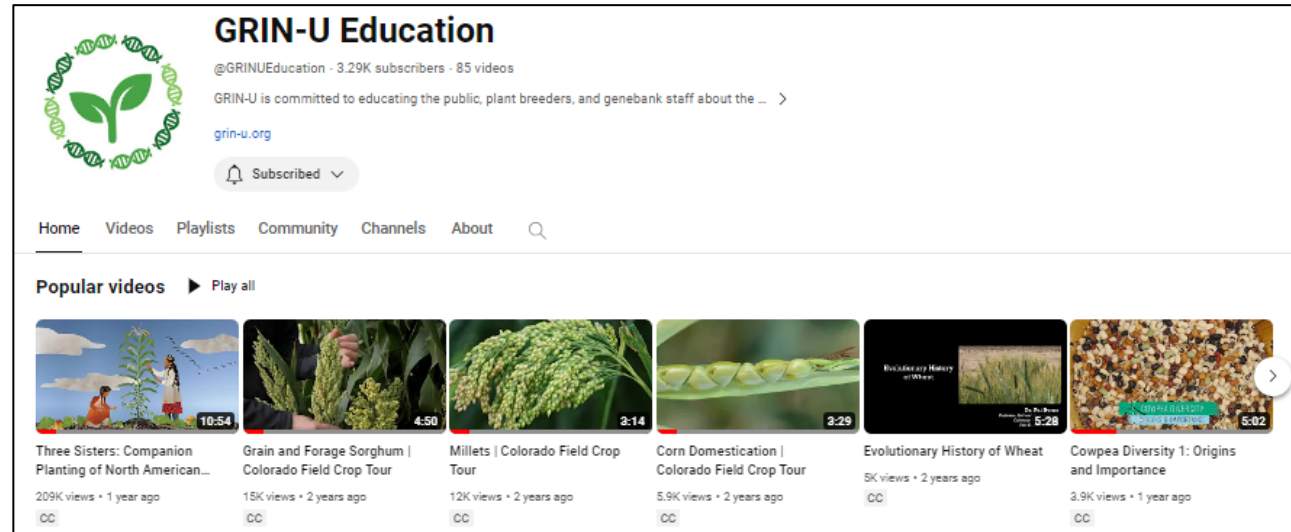 GRIN-U Education
@GRINUEducation · 3.29K subscribers · 85 videos
GRIN-U is committed to educating the public, plant breeders, and genebank staff about the ...
grin-u.org
Subscribed
Home Videos Playlists Community Channels About
Popular videos Play all
Evolutionary History
of Wheat
COWPEA DIVERSITY
ORIGINS & IMPORTANCE
10:54 4:50 3:14 3:29 5:28 5:02
Three Sisters: Companion
Planting of North American...
209K views • 1 year ago
CC
Grain and Forage Sorghum |
Colorado Field Crop Tour
15K views • 2 years ago
CC
Millets | Colorado Field Crop
Tour
12K views • 2 years ago
CC
Corn Domestication |
Colorado Field Crop Tour
5.9K views • 2 years ago
CC
Evolutionary History of Wheat
5K views • 2 years ago
CC
Cowpea Diversity 1: Origins
and Importance
3.9K views • 1 year ago
CC